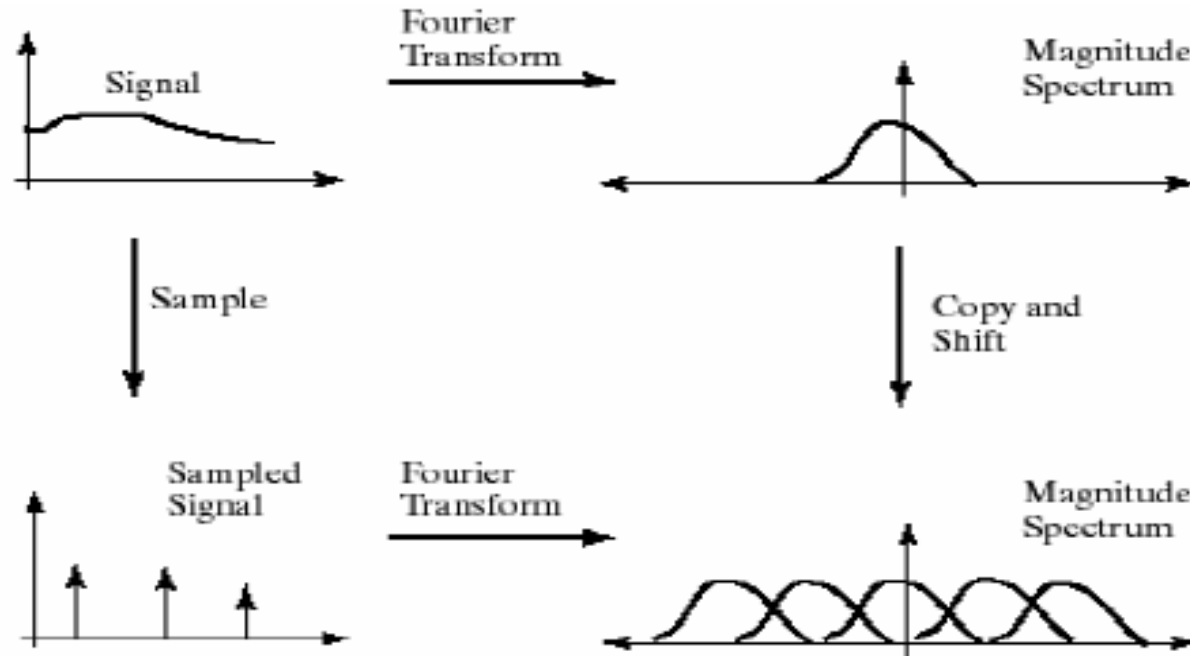 Fourier
Transform
Magnitude
Spectrum
Signal
Sample
Copy and
Shift
Sampled
Signal
Fourier
Transform
Magnitude
Spectrum